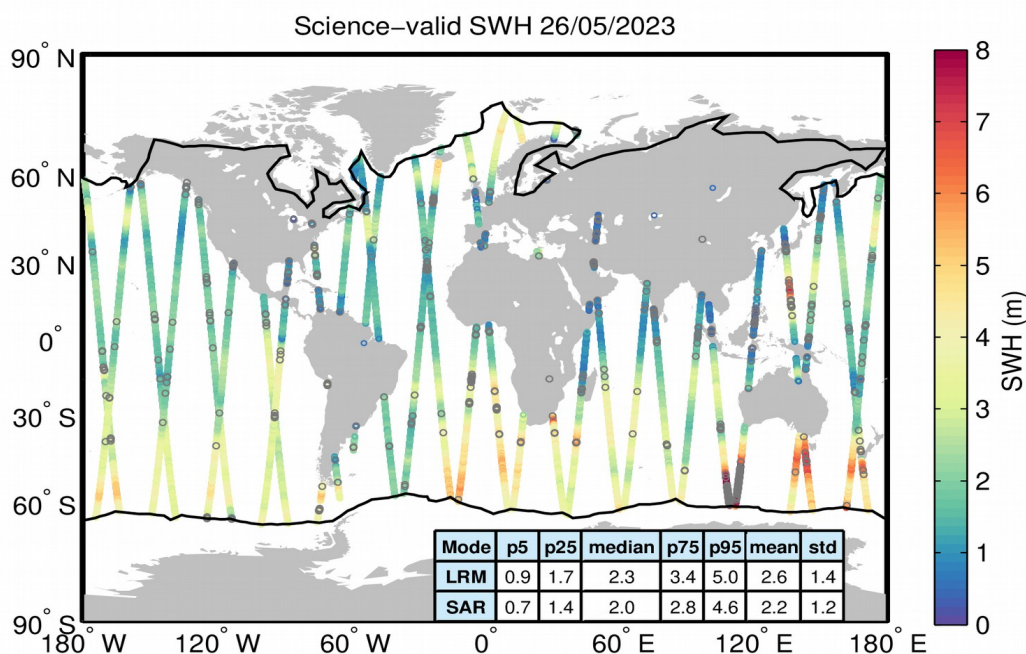 Science−valid SWH 26/05/2023
90° N
60° N
30° N
0°
30° S
60° S
90° S
180° W
120° W
60° W
0°
60° E
120° E
180° E
Mode p5 p25 median p75 p95 mean std
LRM 0.9 1.7 2.3 3.4 5.0 2.6 1.4
SAR 0.7 1.4 2.0 2.8 4.6 2.2 1.2
8
7
6
5
4
3
2
1
0
SWH (m)